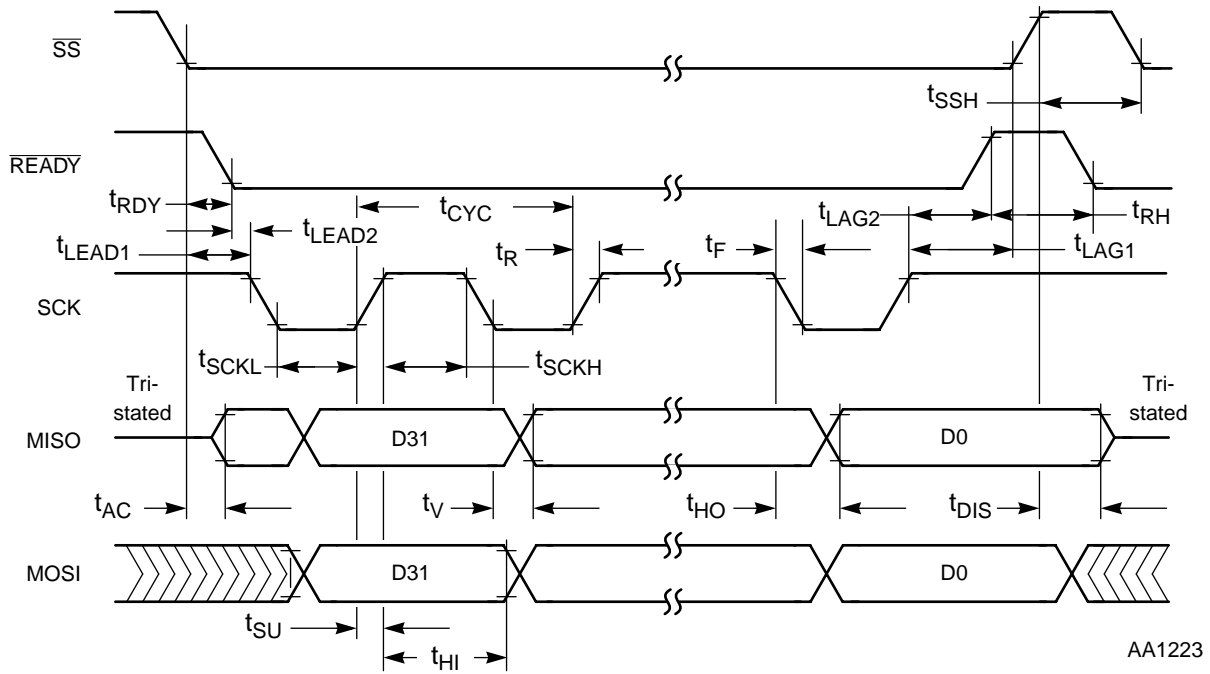 SS
tSSH
READY
tRDY
tCYC
tLAG2
tRH
tLEAD2
tLEAD1
tR
tF
tLAG1
SCK
tSCKL
tSCKH
Tri-
stated
Tri-
stated
MISO
D31
D0
tAC
tV
tHO
tDIS
MOSI
D31
D0
tSU
tHI
AA1223